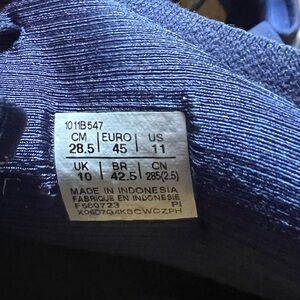 1011B547
CM | EURO | US
28.5 | 45 | 11
UK | BR | CN
10 | 42.5 | 285(2.5)
MADE IN INDONESIA
FABRIQUE EN INDONESIE
PI